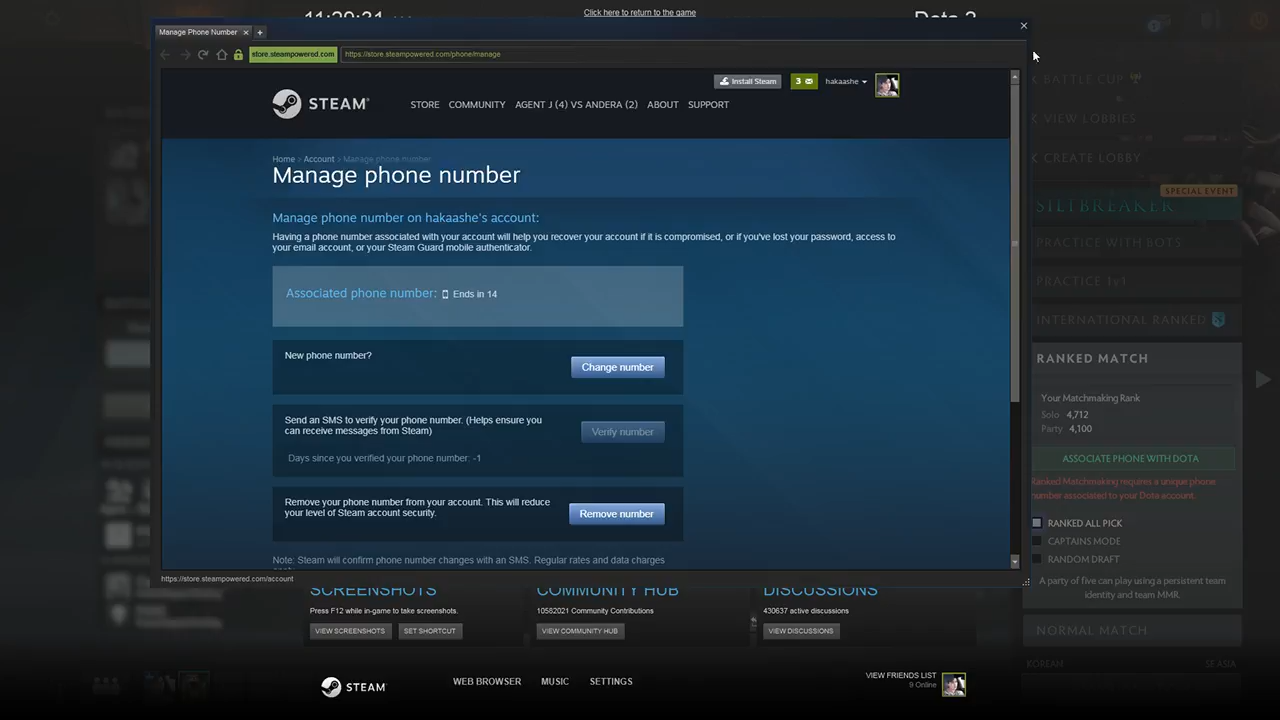 Click here to return to the game
11:29:31
Dota 2
Manage Phone Number
store.steampowered.com
https://store.steampowered.com/phone/manage
Install Steam
3
hakaashe
STEAM
STORE
COMMUNITY
AGENT J (4) VS ANDERA (2)
ABOUT
SUPPORT
Home > Account > Manage phone number
Manage phone number
Manage phone number on hakaashe's account:
Having a phone number associated with your account will help you recover your account if it is compromised, or if you've lost your password, access to
your email account, or your Steam Guard mobile authenticator.
Associated phone number: Ends in 14
New phone number?
Change number
Send an SMS to verify your phone number. (Helps ensure you
can receive messages from Steam)
Verify number
Days since you verified your phone number: -1
Remove your phone number from your account. This will reduce
your level of Steam account security.
Remove number
Note: Steam will confirm phone number changes with an SMS. Regular rates and data charges
https://store.steampowered.com/account
BATTLE CUP
VIEW LOBBIES
CREATE LOBBY
SPECIAL EVENT
SILTBREAKER
PRACTICE WITH BOTS
PRACTICE 1v1
INTERNATIONAL RANKED
RANKED MATCH
Your Matchmaking Rank
Solo 4,712
Party 4,100
ASSOCIATE PHONE WITH DOTA
Ranked Matchmaking requires a unique phone
number associated to your Dota account.
RANKED ALL PICK
CAPTAINS MODE
RANDOM DRAFT
A party of five can play using a persistent team
identity and team MMR.
NORMAL MATCH
KOREAM
SE ASIA
SCREENSHOTS
Press F12 while in-game to take screenshots.
VIEW SCREENSHOTS
SET SHORTCUT
COMMUNITY HUB
10582021 Community Contributions
VIEW COMMUNITY HUB
DISCUSSIONS
430637 active discussions
VIEW DISCUSSIONS
STEAM
WEB BROWSER
MUSIC
SETTINGS
VIEW FRIENDS LIST
9 Online